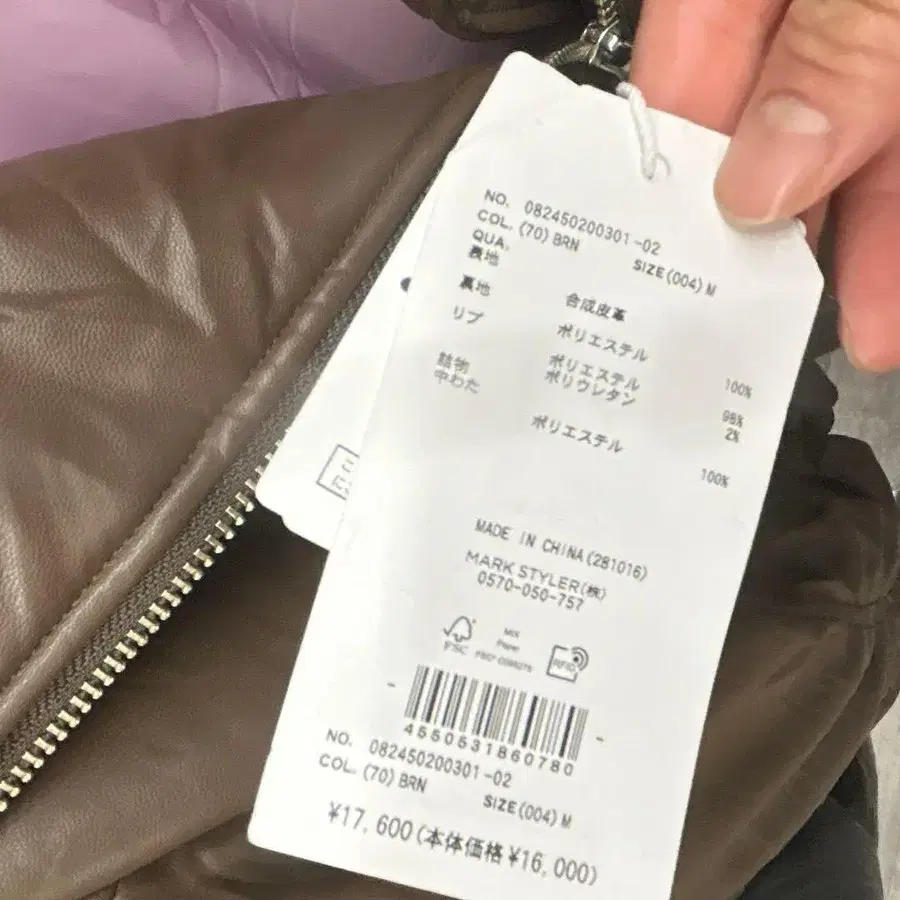 NO. 082450200301-02
COL. (70) BRN SIZE(004) M
QUA.
表地 合成皮革
裏地 ポリエステル 100%
リブ ポリエステル 98%
ポリウレタン 2%
詰物
中わた ポリエステル 100%
MADE IN CHINA(281016)
MARK STYLER(株)
0570-050-757
FSC MIX Paper RFID
4550531860780
NO. 082450200301-02
COL. (70) BRN SIZE(004) M
¥17,600(本体価格¥16,000)